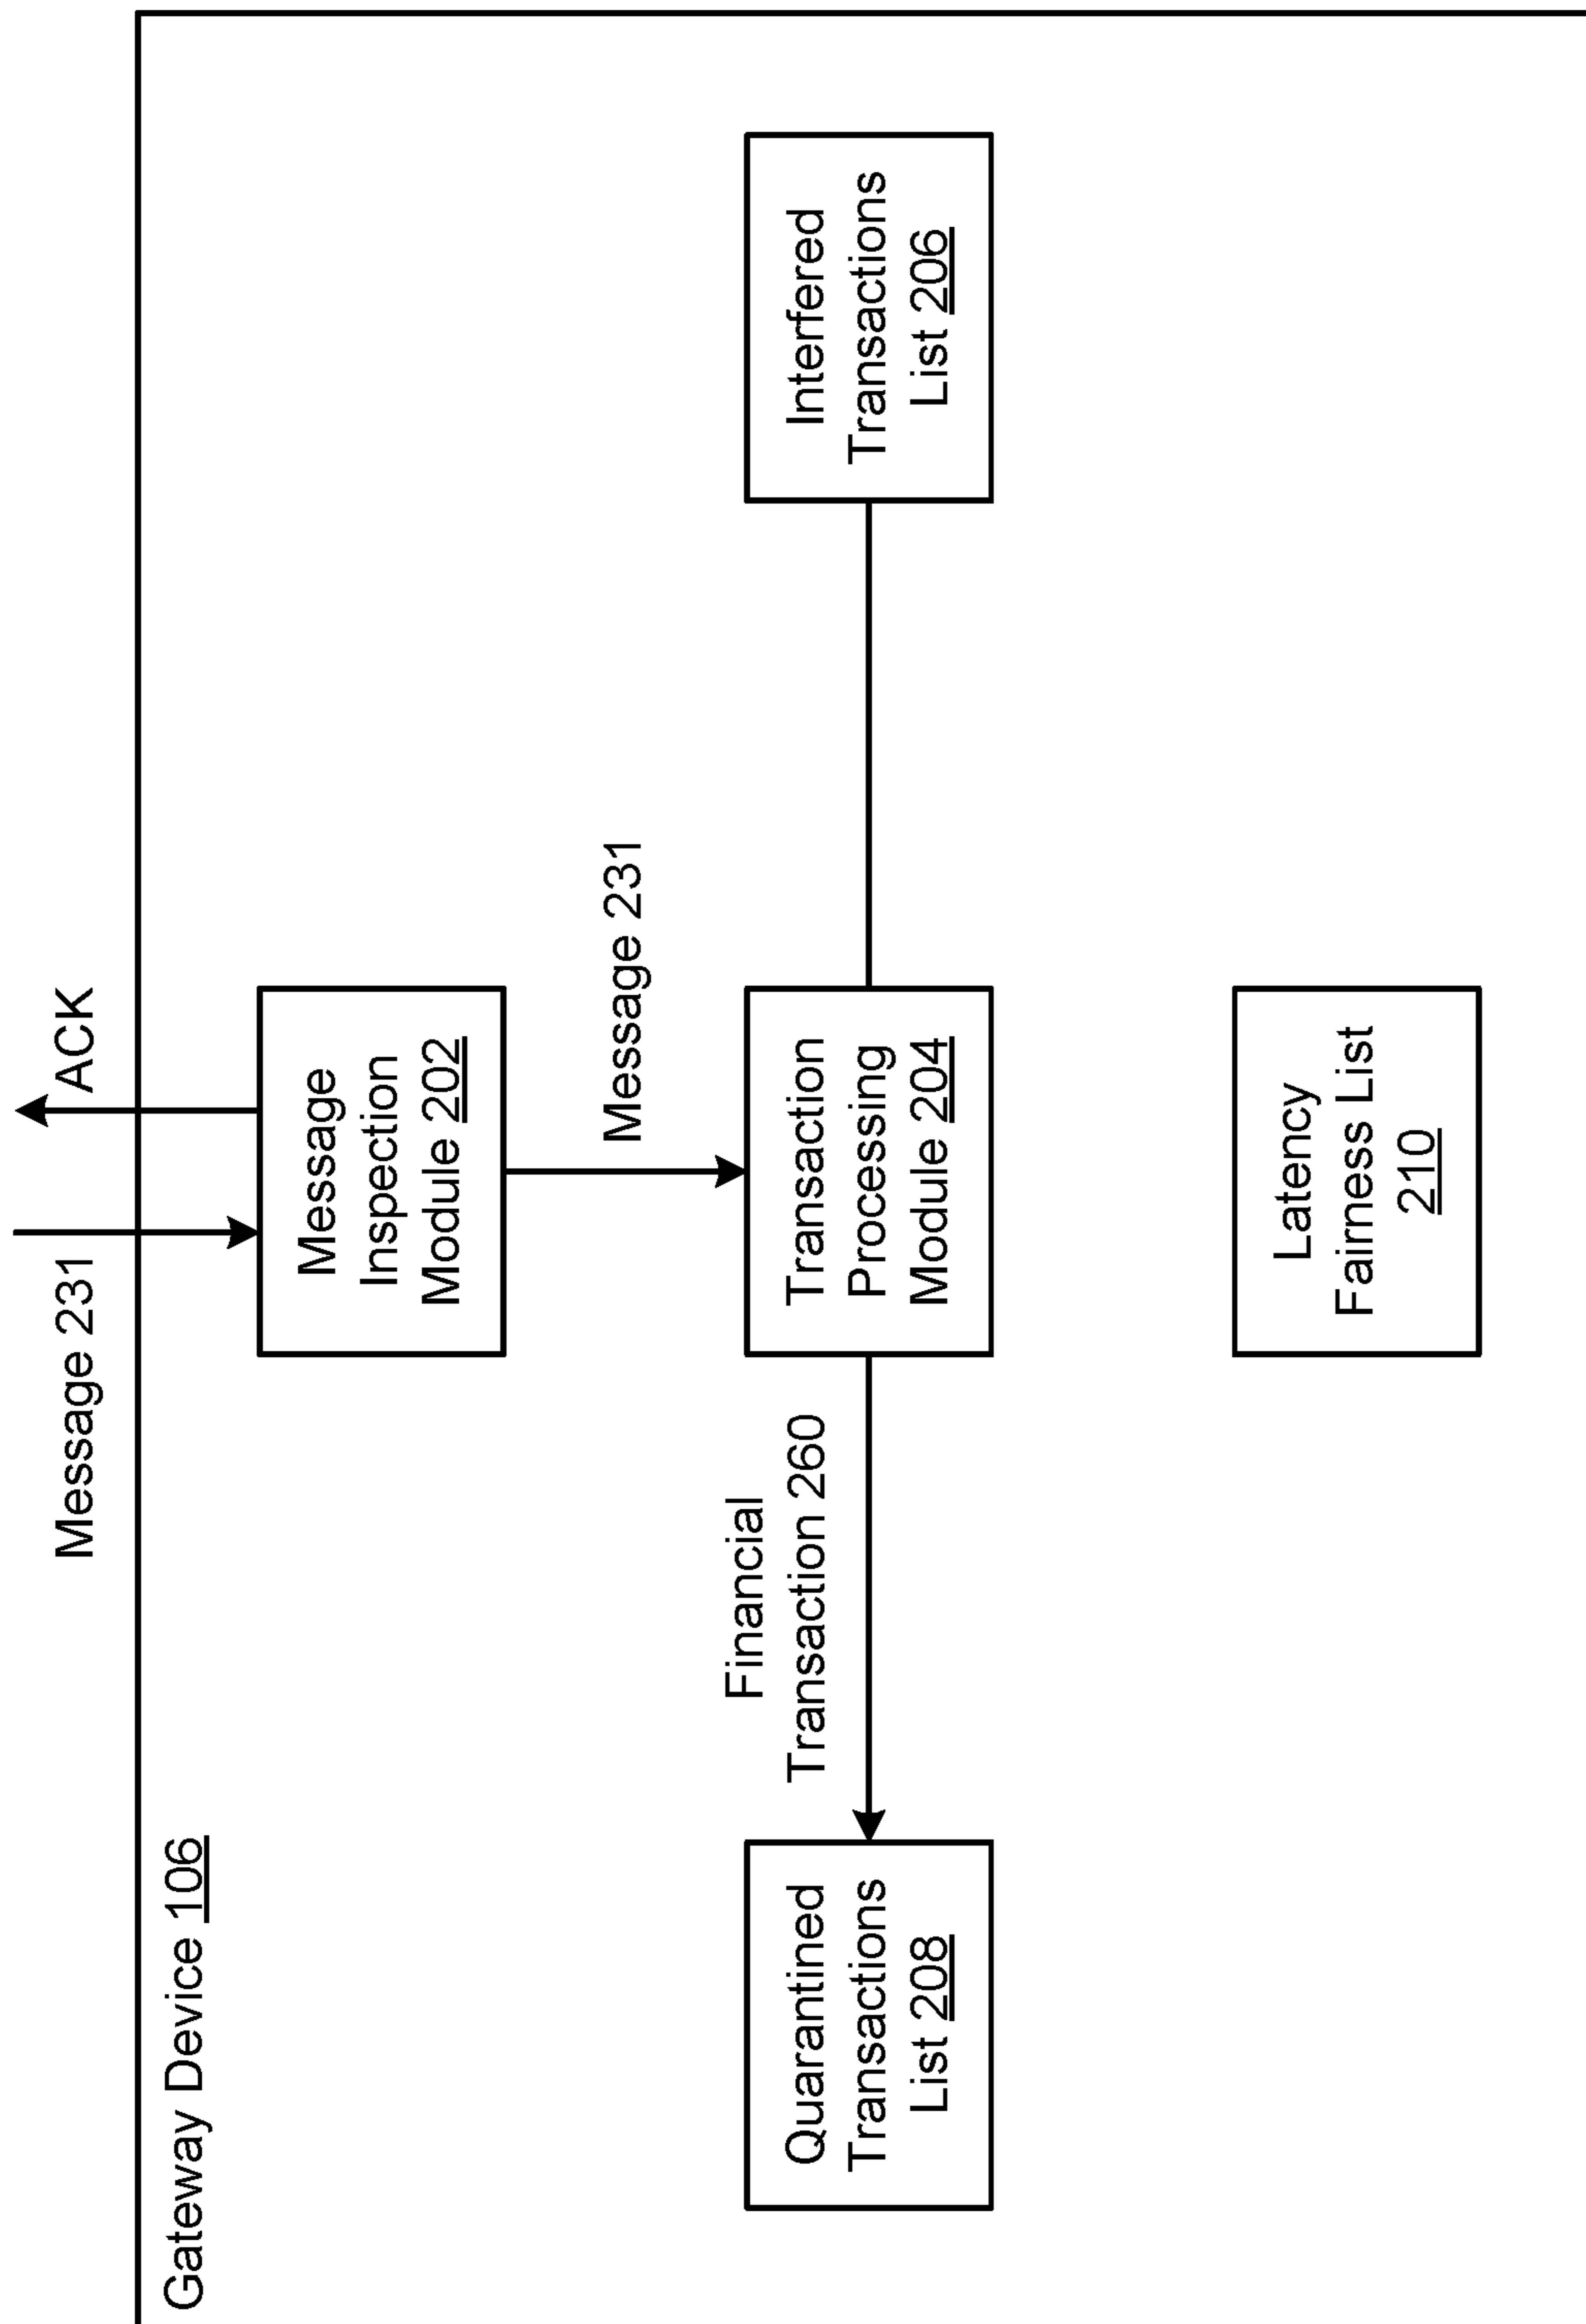 Gateway Device 106
Message 231
ACK
Message
Inspection
Module 202
Message 231
Financial
Transaction 260
Quarantined
Transactions
List 208
Transaction
Processing
Module 204
Interfered
Transactions
List 206
Latency
Fairness List
210